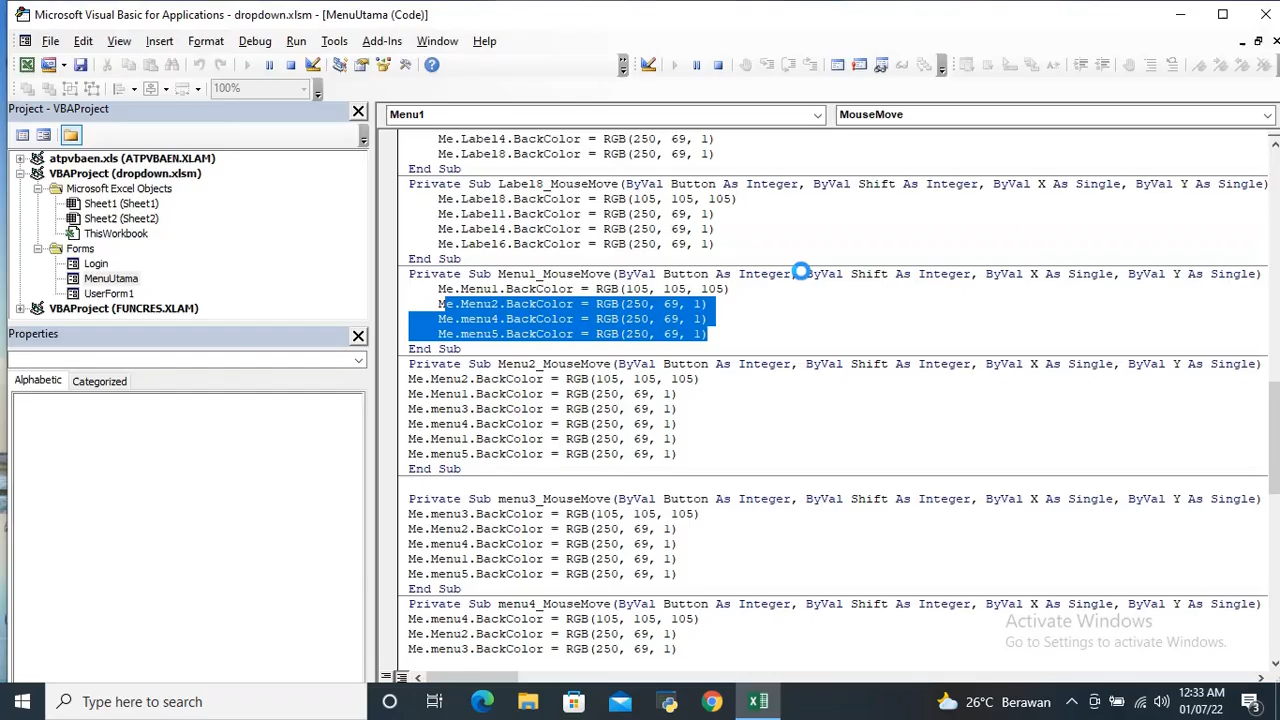 Microsoft Visual Basic for Applications - dropdown.xlsm - [MenuUtama (Code)]
File Edit View Insert Format Debug Run Tools Add-Ins Window Help
100%
Project - VBAProject
atpvbaen.xls (ATPVBAEN.XLAM)
VBAProject (dropdown.xlsm)
Microsoft Excel Objects
Sheet1 (Sheet1)
Sheet2 (Sheet2)
ThisWorkbook
Forms
Login
MenuUtama
UserForm1
VBAProject (FUNCRES.XLAM)
Properties
Alphabetic Categorized
Menu1 MouseMove
Me.Label4.BackColor = RGB(250, 69, 1)
Me.Label8.BackColor = RGB(250, 69, 1)
End Sub
Private Sub Label8_MouseMove(ByVal Button As Integer, ByVal Shift As Integer, ByVal X As Single, ByVal Y As Single)
Me.Label8.BackColor = RGB(105, 105, 105)
Me.Label1.BackColor = RGB(250, 69, 1)
Me.Label4.BackColor = RGB(250, 69, 1)
Me.Label6.BackColor = RGB(250, 69, 1)
End Sub
Private Sub Menu1_MouseMove(ByVal Button As Integer, ByVal Shift As Integer, ByVal X As Single, ByVal Y As Single)
Me.Menu1.BackColor = RGB(105, 105, 105)
Me.Menu2.BackColor = RGB(250, 69, 1)
Me.menu4.BackColor = RGB(250, 69, 1)
Me.menu5.BackColor = RGB(250, 69, 1)
End Sub
Private Sub Menu2_MouseMove(ByVal Button As Integer, ByVal Shift As Integer, ByVal X As Single, ByVal Y As Single)
Me.Menu2.BackColor = RGB(105, 105, 105)
Me.Menu1.BackColor = RGB(250, 69, 1)
Me.menu3.BackColor = RGB(250, 69, 1)
Me.menu4.BackColor = RGB(250, 69, 1)
Me.Menu1.BackColor = RGB(250, 69, 1)
Me.menu5.BackColor = RGB(250, 69, 1)
End Sub
Private Sub menu3_MouseMove(ByVal Button As Integer, ByVal Shift As Integer, ByVal X As Single, ByVal Y As Single)
Me.menu3.BackColor = RGB(105, 105, 105)
Me.Menu2.BackColor = RGB(250, 69, 1)
Me.menu4.BackColor = RGB(250, 69, 1)
Me.Menu1.BackColor = RGB(250, 69, 1)
Me.menu5.BackColor = RGB(250, 69, 1)
End Sub
Private Sub menu4_MouseMove(ByVal Button As Integer, ByVal Shift As Integer, ByVal X As Single, ByVal Y As Single)
Me.menu4.BackColor = RGB(105, 105, 105)
Me.Menu2.BackColor = RGB(250, 69, 1)
Me.menu3.BackColor = RGB(250, 69, 1)
Activate Windows
Go to Settings to activate Windows.
Type here to search
26°C Berawan
12:33 AM
01/07/22
3